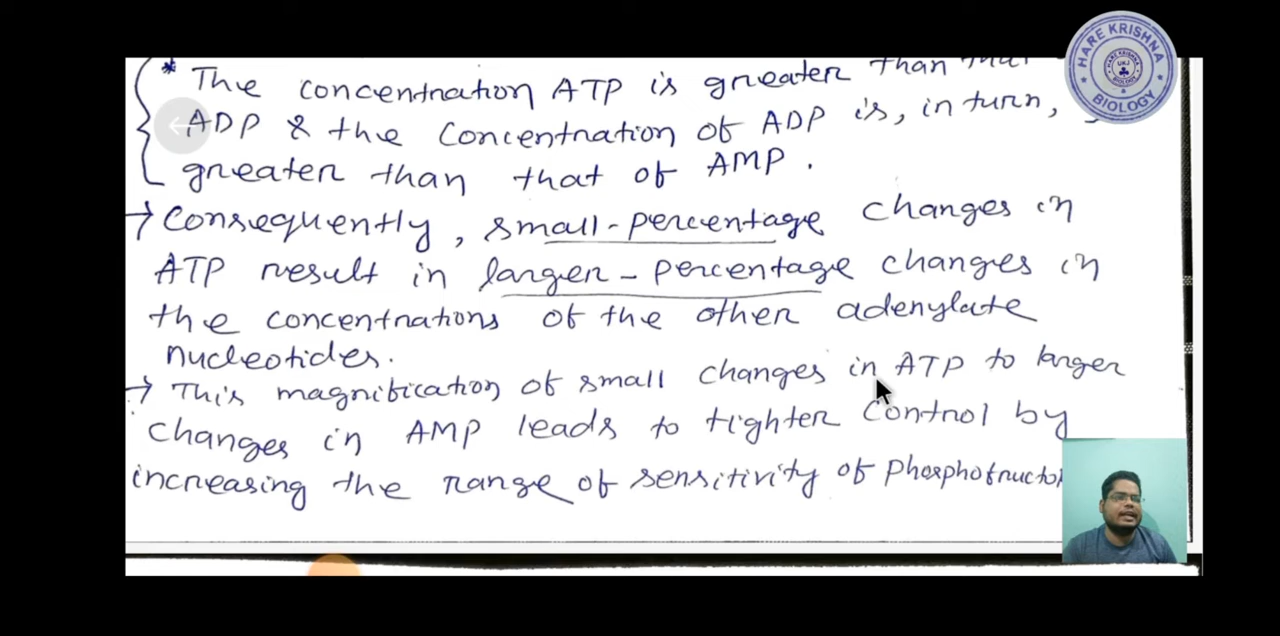 HARE KRISHNA
UKJ
BIOLOGY
* The concentration ATP is greater than that
ADP & the concentration of ADP is, in turn,
greater than that of AMP.
→ Consequently, small-percentage changes in
ATP result in larger-percentage changes in
the concentrations of the other adenylate
nucleotides.
→ This magnification of small changes in ATP to larger
changes in AMP leads to tighter control by
increasing the range of sensitivity of